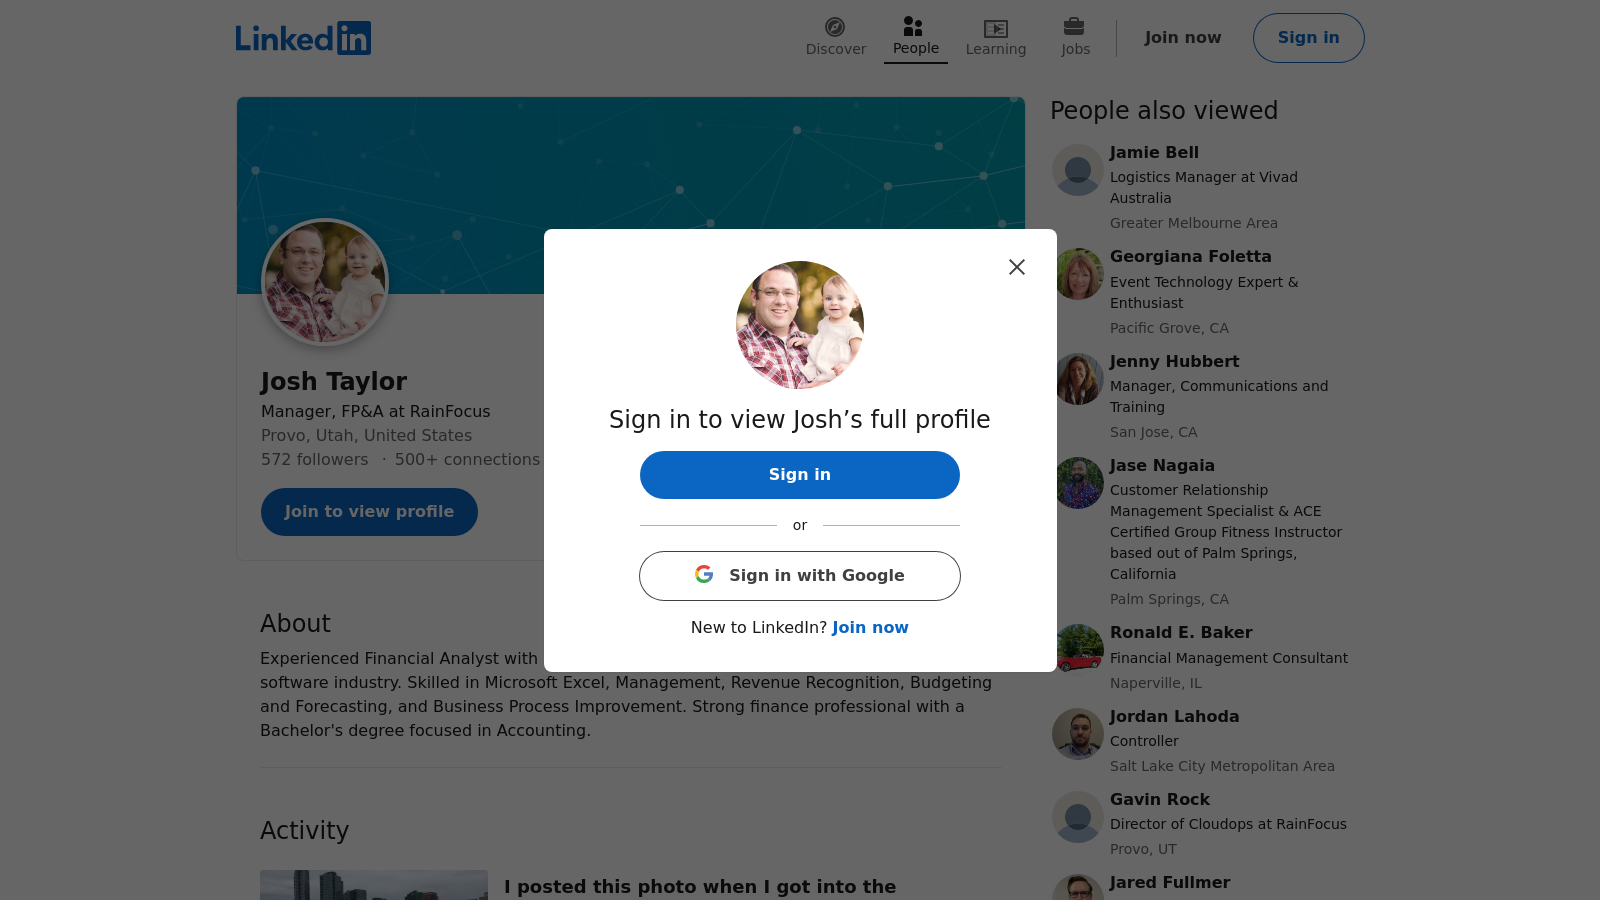 Linked in
Discover
People
Learning
Jobs
Join now
Sign in
Josh Taylor
Manager, FP&A at RainFocus
Provo, Utah, United States
572 followers · 500+ connections
Join to view profile
About
Experienced Financial Analyst with
software industry. Skilled in Microsoft Excel, Management, Revenue Recognition, Budgeting
and Forecasting, and Business Process Improvement. Strong finance professional with a
Bachelor's degree focused in Accounting.
Activity
I posted this photo when I got into the
Sign in to view Josh’s full profile
Sign in
or
Sign in with Google
New to LinkedIn? Join now
People also viewed
Jamie Bell
Logistics Manager at Vivad
Australia
Greater Melbourne Area
Georgiana Foletta
Event Technology Expert &
Enthusiast
Pacific Grove, CA
Jenny Hubbert
Manager, Communications and
Training
San Jose, CA
Jase Nagaia
Customer Relationship
Management Specialist & ACE
Certified Group Fitness Instructor
based out of Palm Springs,
California
Palm Springs, CA
Ronald E. Baker
Financial Management Consultant
Naperville, IL
Jordan Lahoda
Controller
Salt Lake City Metropolitan Area
Gavin Rock
Director of Cloudops at RainFocus
Provo, UT
Jared Fullmer